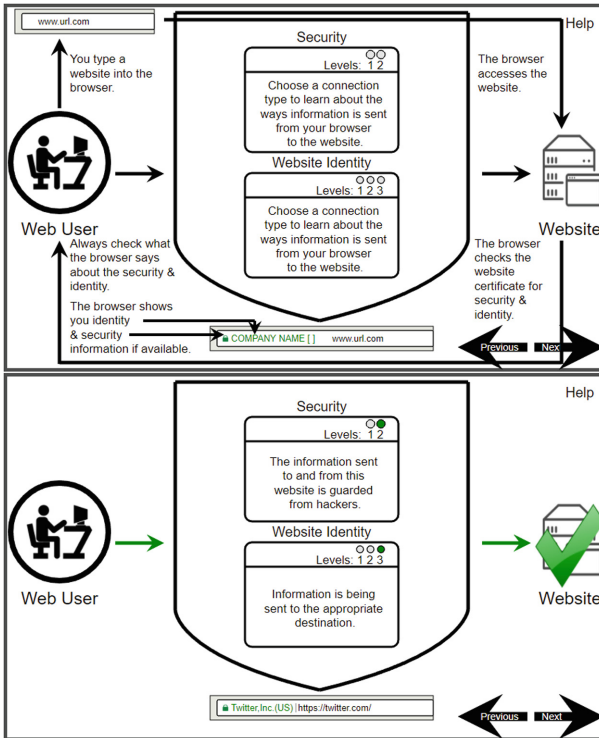 www.url.com
Help
You type a
website into the
browser.
Security
Levels: 1 2
Choose a connection
type to learn about the
ways information is sent
from your browser
to the website.
The browser
accesses the
website.
Website Identity
Levels: 1 2 3
Choose a connection
type to learn about the
ways information is sent
from your browser
to the website.
Web User
Website
Always check what
the browser says
about the security &
identity.
The browser
checks the
website
certificate for
security &
identity.
The browser shows
you identity
& security
information if available.
COMPANY NAME [ ] www.url.com
Previous Next
Help
Security
Levels: 1 2
The information sent
to and from this
website is guarded
from hackers.
Website Identity
Levels: 1 2 3
Information is being
sent to the appropriate
destination.
Web User
Website
Twitter,Inc.(US) | https://twitter.com/
Previous Next